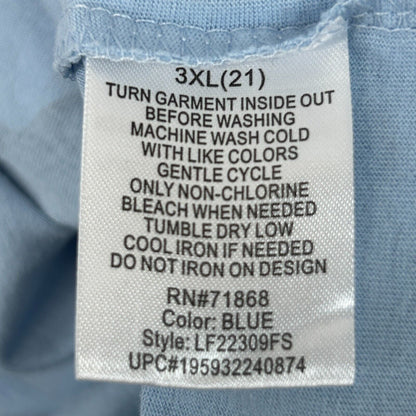 3XL(21)
TURN GARMENT INSIDE OUT
BEFORE WASHING
MACHINE WASH COLD
WITH LIKE COLORS
GENTLE CYCLE
ONLY NON-CHLORINE
BLEACH WHEN NEEDED
TUMBLE DRY LOW
COOL IRON IF NEEDED
DO NOT IRON ON DESIGN
RN#71868
Color: BLUE
Style: LF22309FS
UPC#195932240874